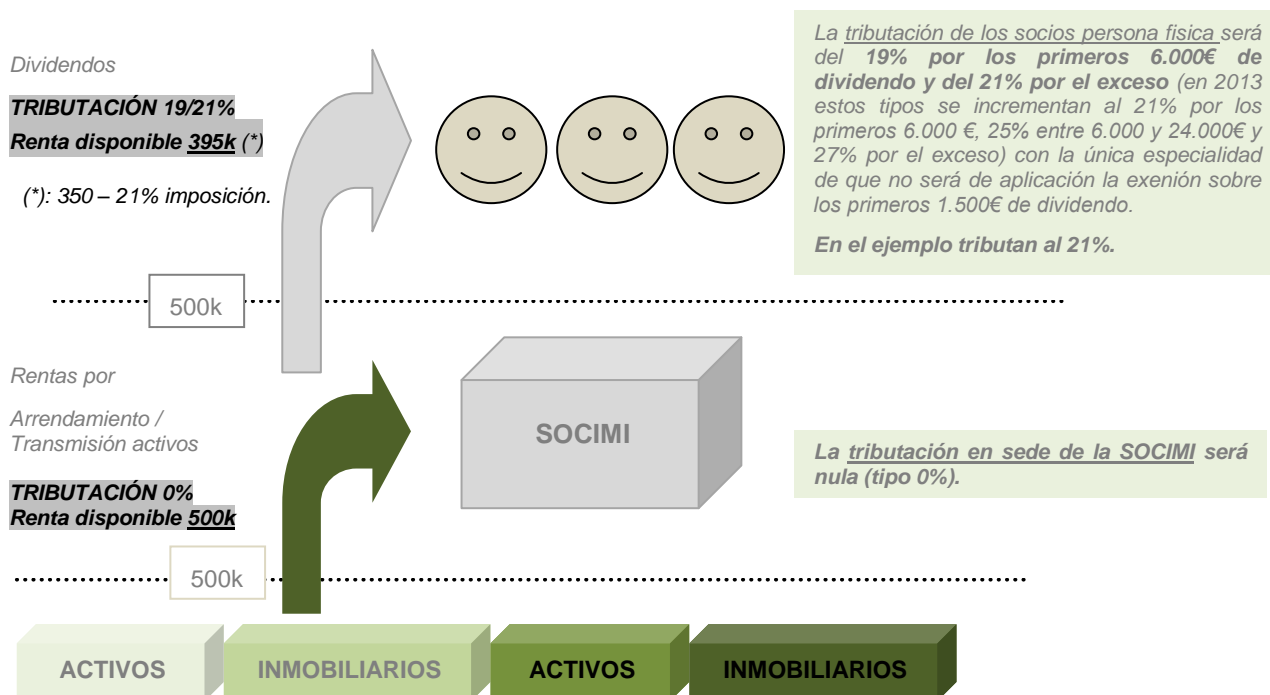 Dividendos
TRIBUTACIÓN 19/21%
Renta disponible 395k (*)
(*): 350 – 21% imposición.
La tributación de los socios persona fisica será
del 19% por los primeros 6.000€ de
dividendo y del 21% por el exceso (en 2013
estos tipos se incrementan al 21% por los
primeros 6.000 €, 25% entre 6.000 y 24.000€ y
27% por el exceso) con la única especialidad
de que no será de aplicación la exenión sobre
los primeros 1.500€ de dividendo.
En el ejemplo tributan al 21%.
500k
Rentas por
Arrendamiento /
Transmisión activos
TRIBUTACIÓN 0%
Renta disponible 500k
SOCIMI
La tributación en sede de la SOCIMI será
nula (tipo 0%).
500k
ACTIVOS INMOBILIARIOS ACTIVOS INMOBILIARIOS